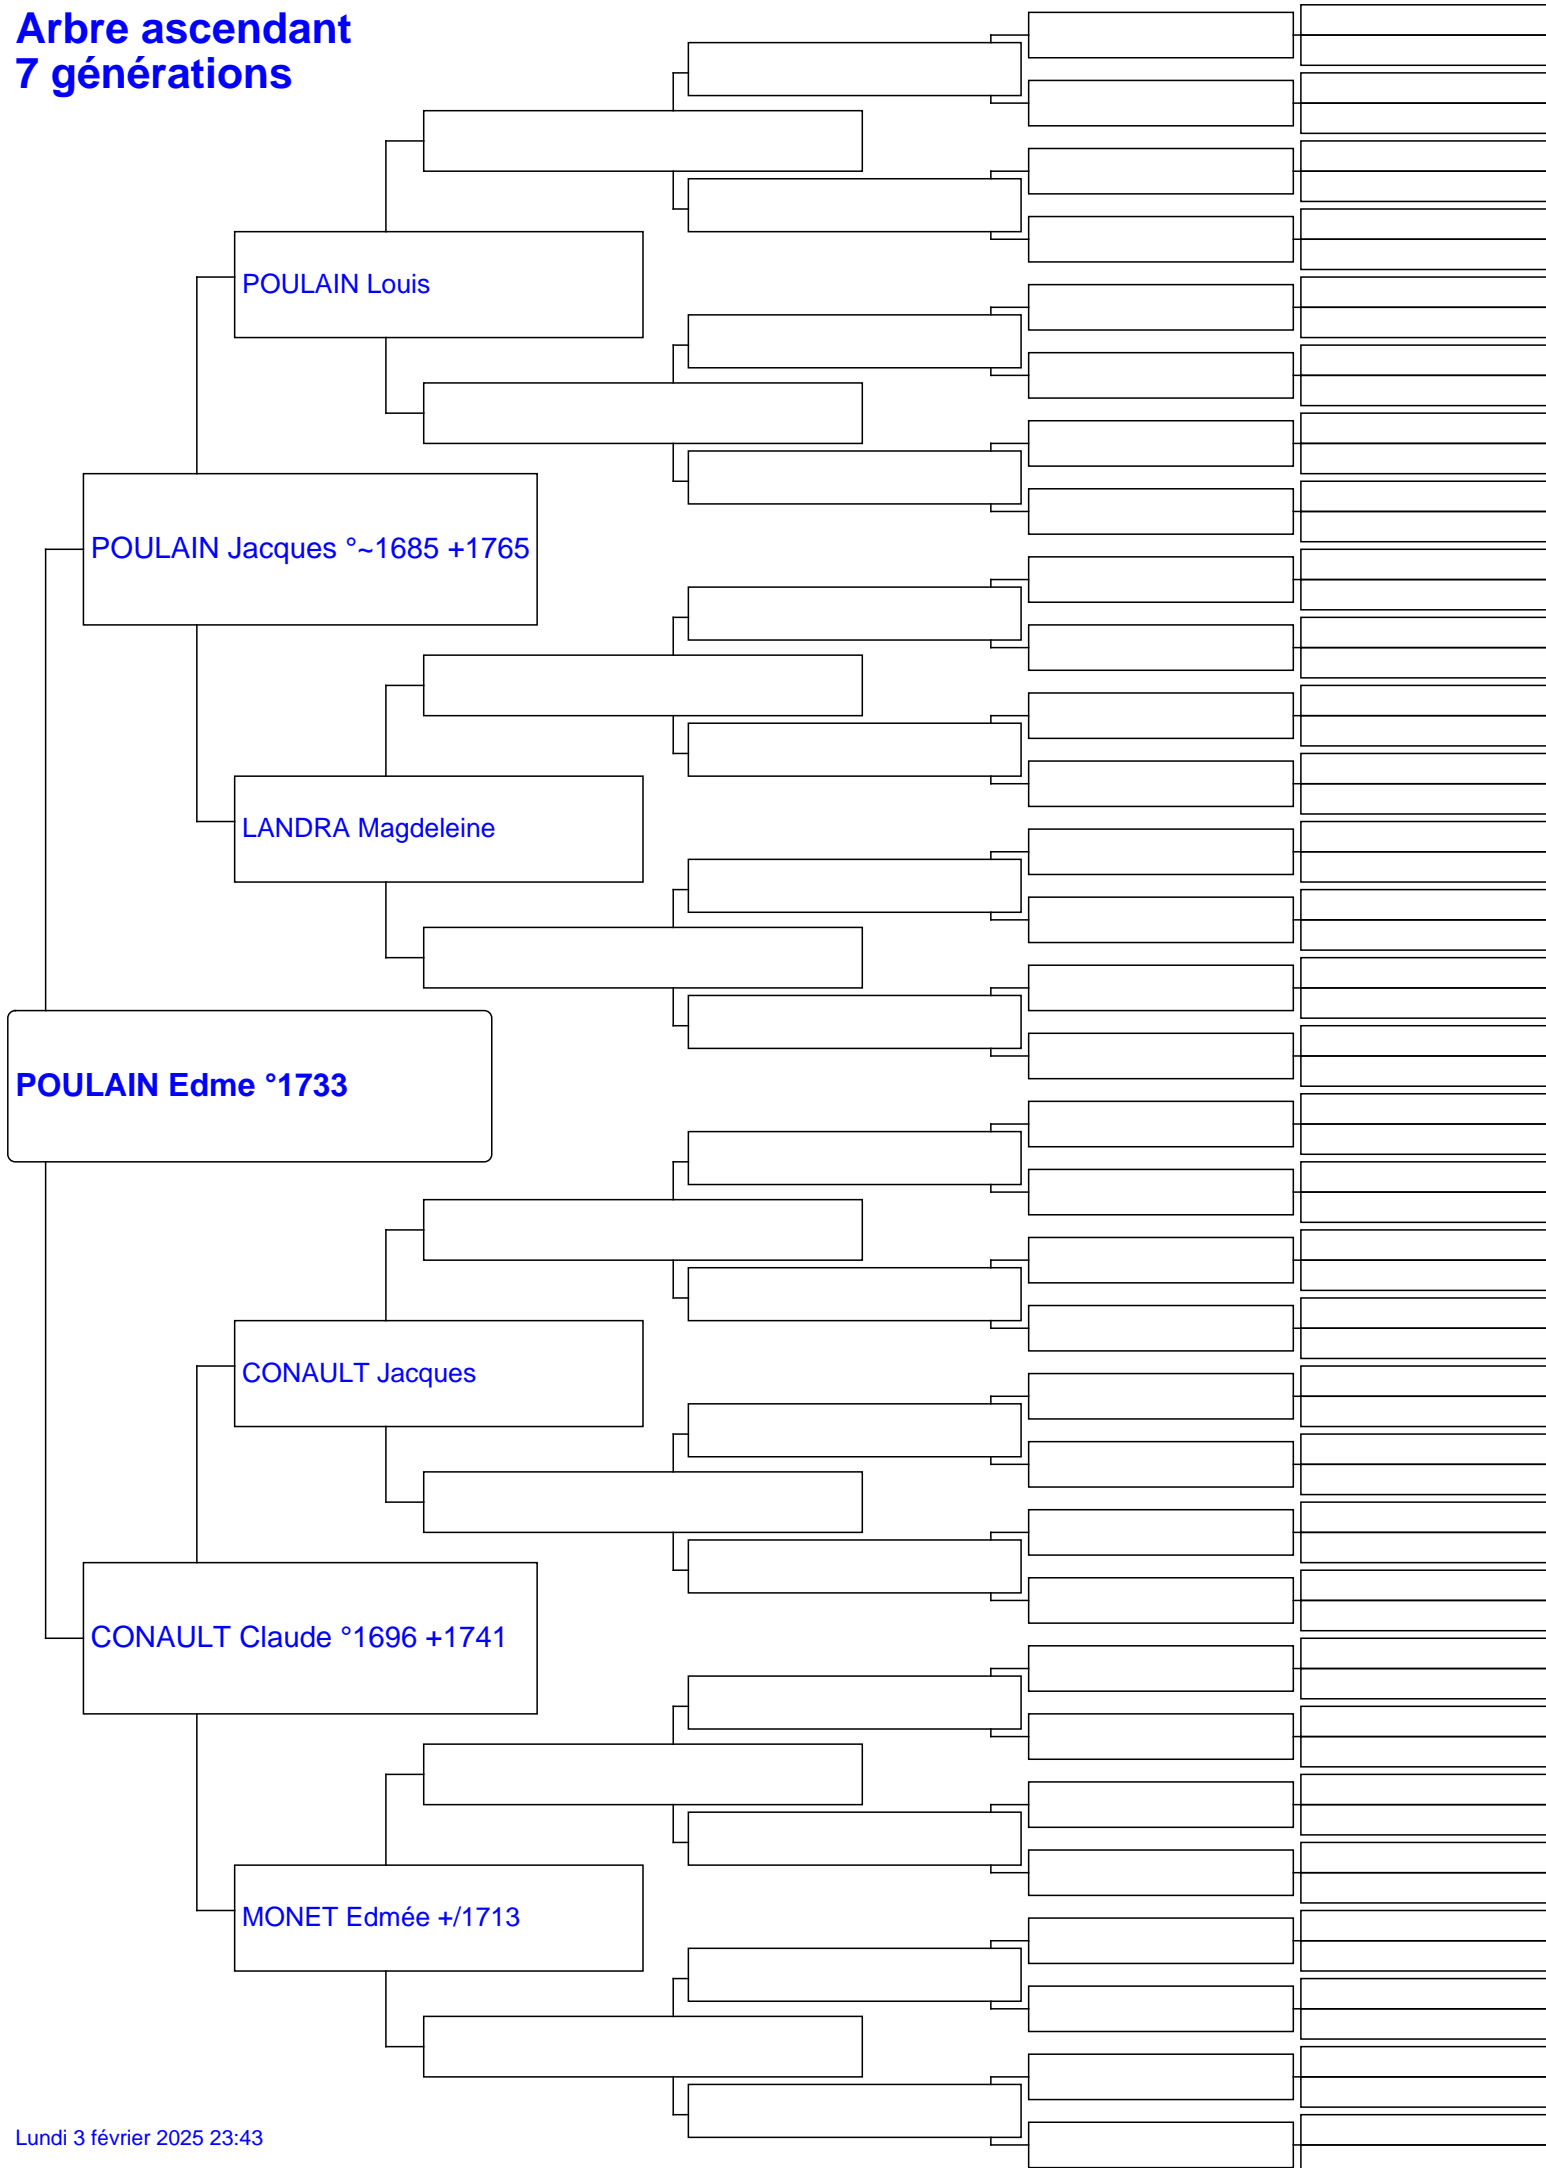 Arbre ascendant
7 générations
POULAIN Louis
POULAIN Jacques °~1685 +1765
LANDRA Magdeleine
POULAIN Edme °1733
CONAULT Jacques
CONAULT Claude °1696 +1741
MONET Edmée +/1713
Lundi 3 février 2025 23:43